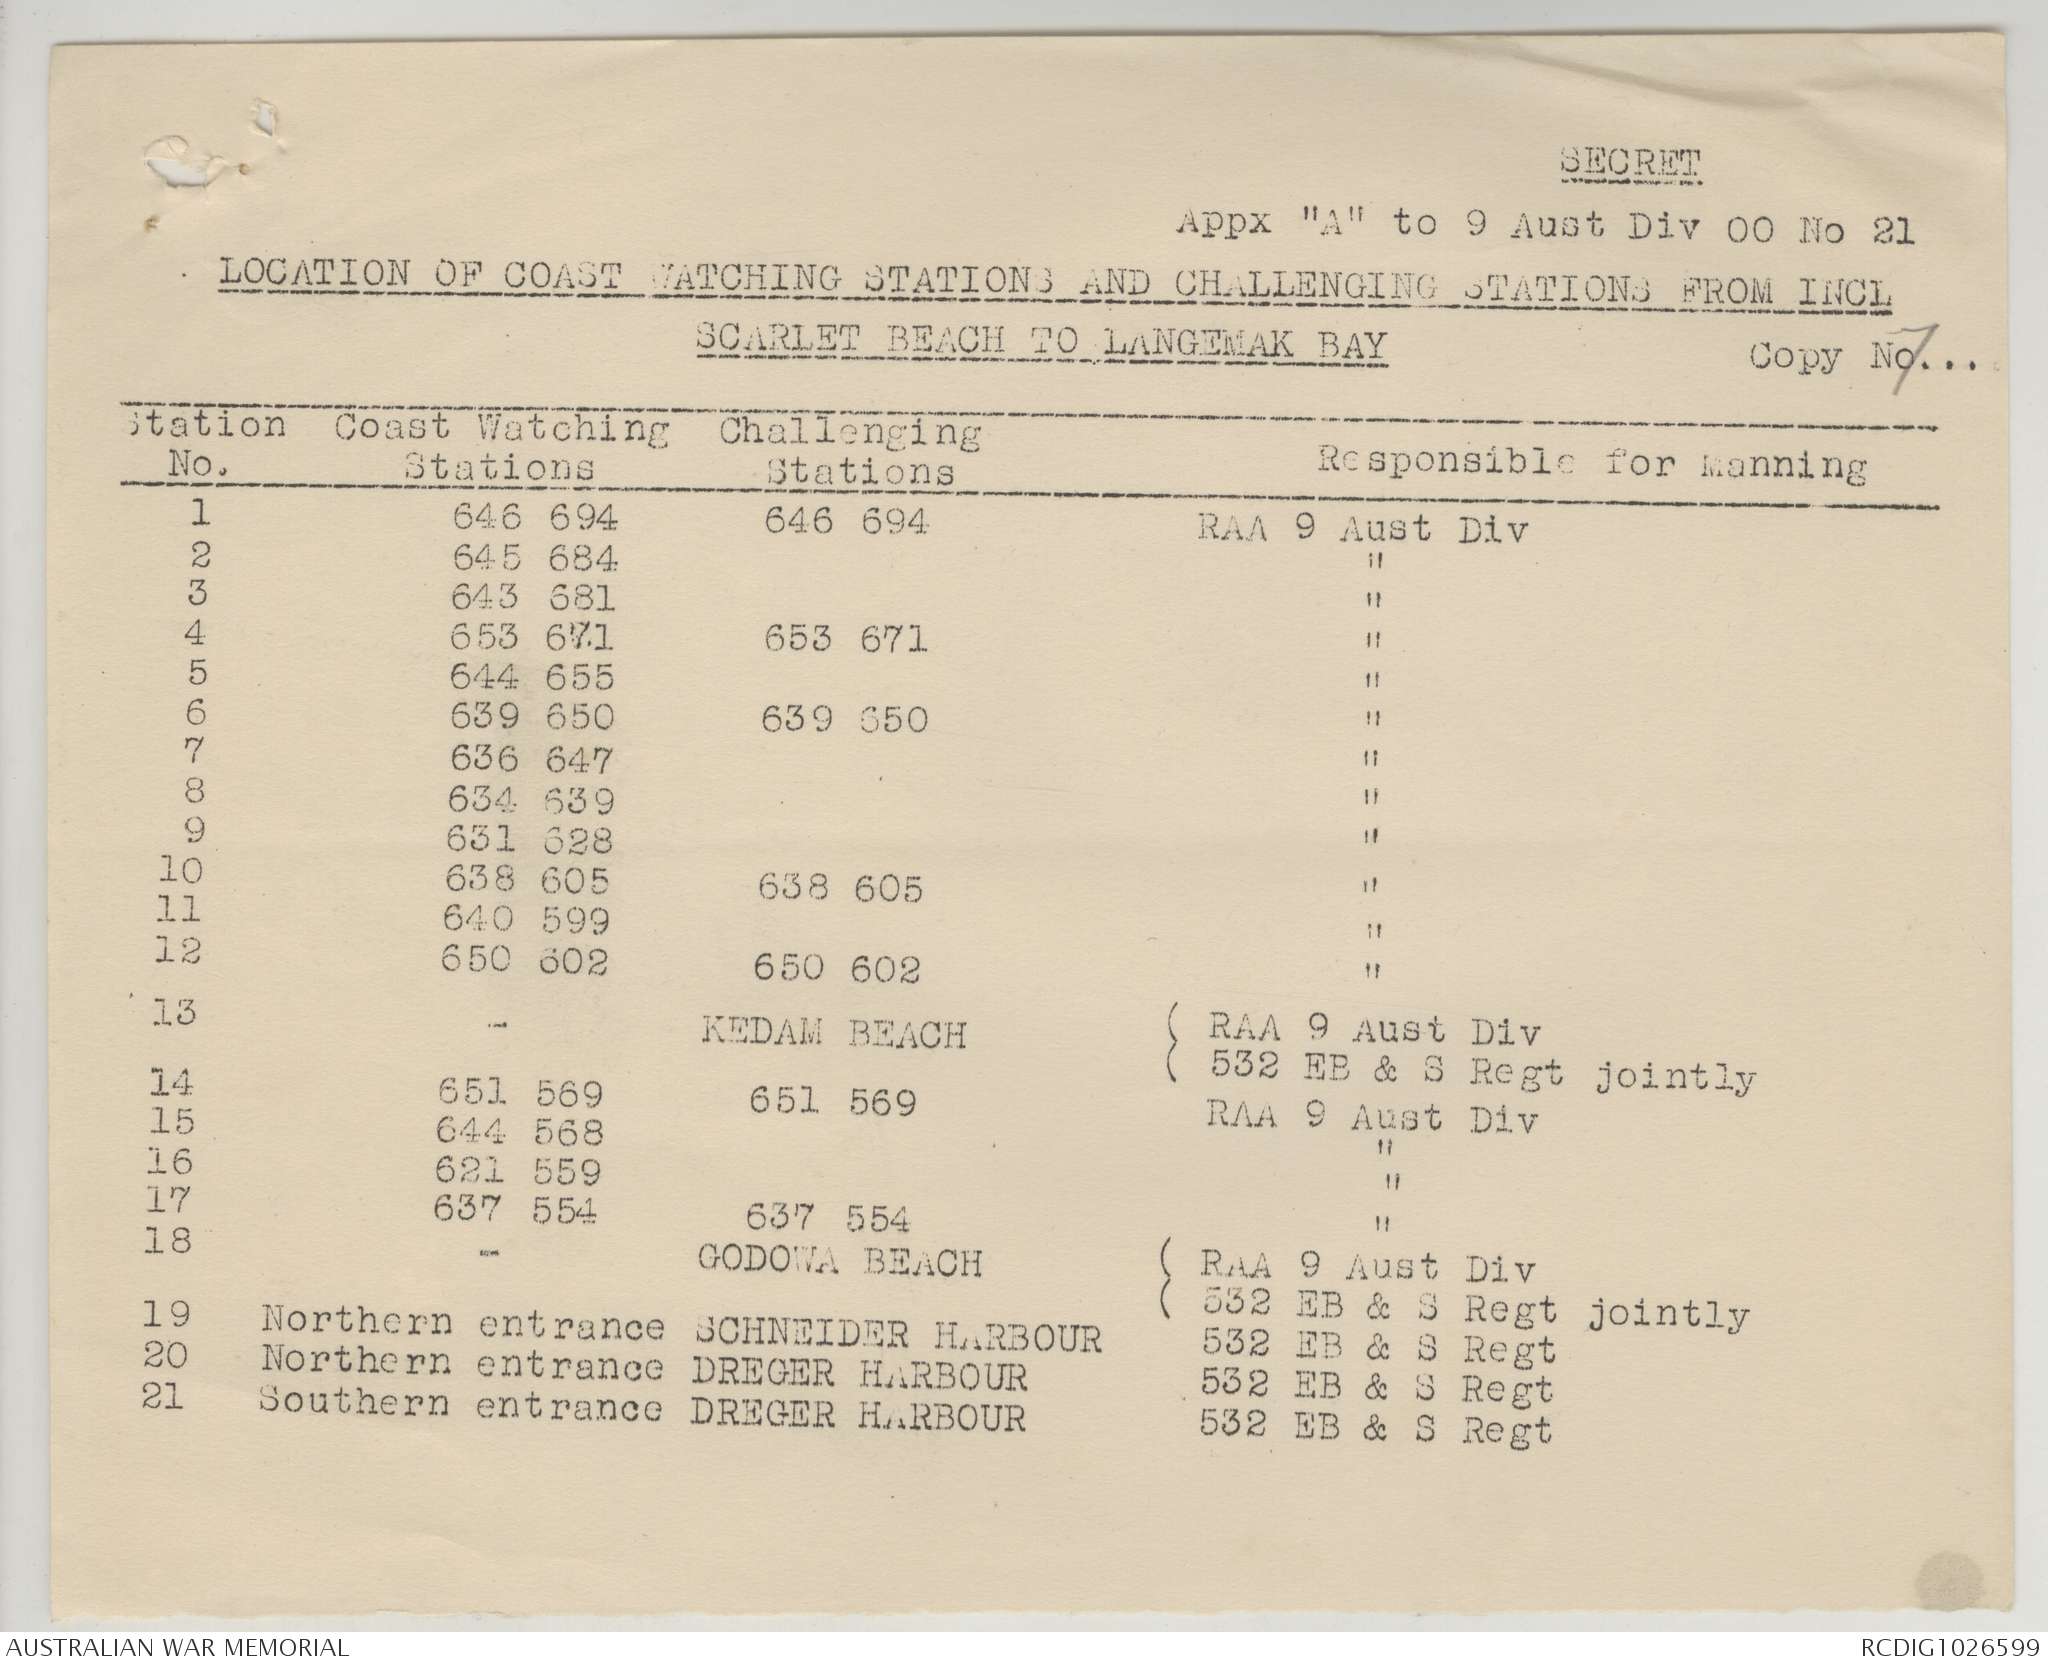 SECRET
Appx "A" to 9 Aust Div OO No 21
LOCATION OF COAST WATCHING STATIONS AND CHALLENGING STATIONS FROM INCL
SCARLET BEACH TO LANGEMAK BAY
Copy No. 7...
Station Coast Watching Challenging
No. Stations Stations Responsible for Manning
1 646 694 646 694 RAA 9 Aust Div
2 645 684 "
3 643 681 "
4 653 671 653 671 "
5 644 655 "
6 639 650 639 650 "
7 636 647 "
8 634 639 "
9 631 628 "
10 638 605 638 605 "
11 640 599 "
12 650 602 650 602 "
13 - KEDAM BEACH ( RAA 9 Aust Div
( 532 EB & S Regt jointly
14 651 569 651 569 RAA 9 Aust Div
15 644 568 "
16 621 559 "
17 637 554 637 554 "
18 - GODOWA BEACH ( RAA 9 Aust Div
( 532 EB & S Regt jointly
19 Northern entrance SCHNEIDER HARBOUR 532 EB & S Regt
20 Northern entrance DREGER HARBOUR 532 EB & S Regt
21 Southern entrance DREGER HARBOUR 532 EB & S Regt
AUSTRALIAN WAR MEMORIAL RCDIG1026599